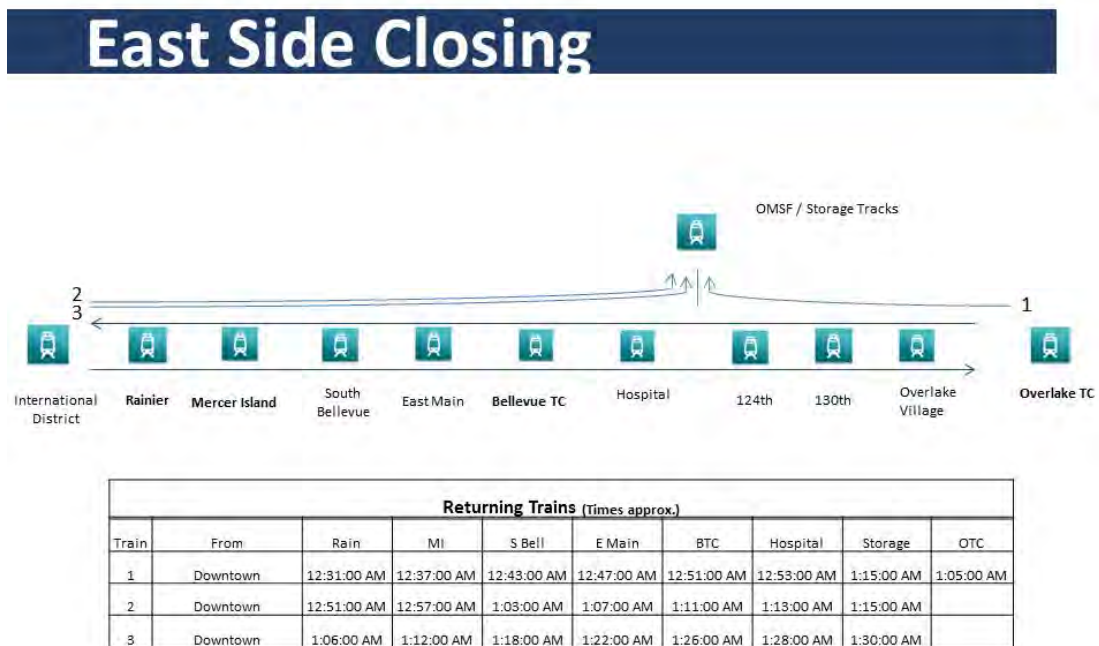 East Side Closing
OMSF / Storage Tracks
2
3
1
International
District
Rainier
Mercer Island
South
Bellevue
East Main
Bellevue TC
Hospital
124th
130th
Overlake
Village
Overlake TC
Returning Trains (Times approx.)
Train From Rain MI S Bell E Main BTC Hospital Storage OTC
1 Downtown 12:31:00 AM 12:37:00 AM 12:43:00 AM 12:47:00 AM 12:51:00 AM 12:53:00 AM 1:15:00 AM 1:05:00 AM
2 Downtown 12:51:00 AM 12:57:00 AM 1:03:00 AM 1:07:00 AM 1:11:00 AM 1:13:00 AM 1:15:00 AM
3 Downtown 1:06:00 AM 1:12:00 AM 1:18:00 AM 1:22:00 AM 1:26:00 AM 1:28:00 AM 1:30:00 AM